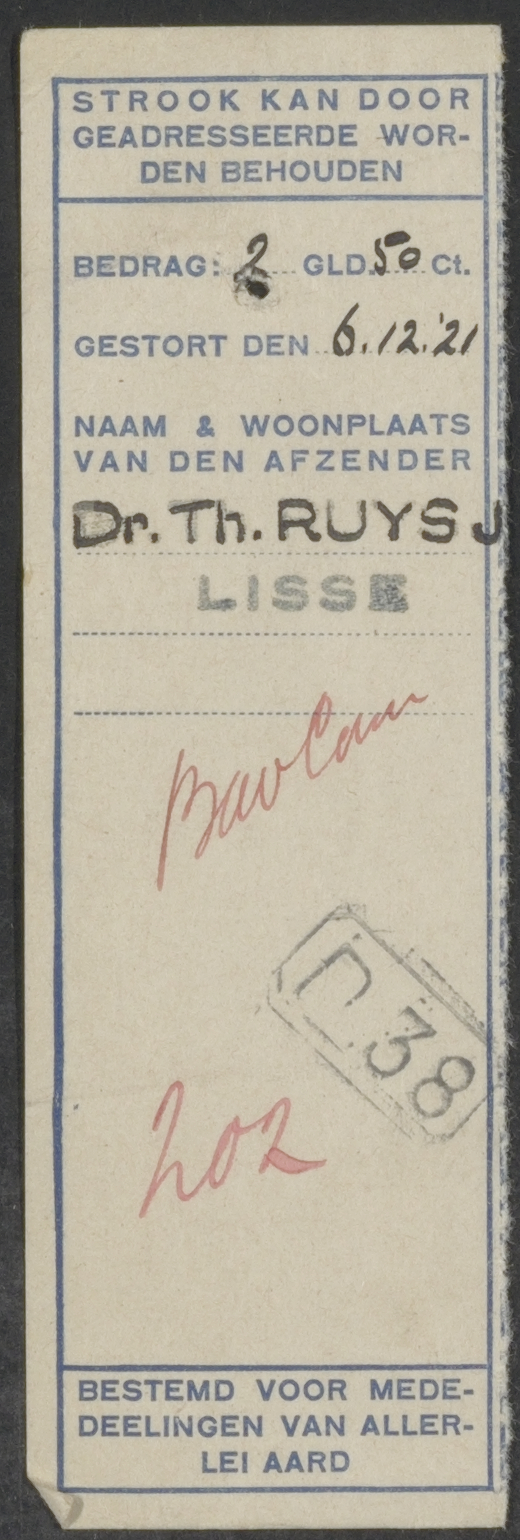 STROOK KAN DOOR
GEADRESSEERDE WOR-
DEN BEHOUDEN
BEDRAG: 2 GLD. 50 Ct.
GESTORT DEN 6.12.'21
NAAM & WOONPLAATS
VAN DEN AFZENDER
Dr. Th. RUYS J
LISSE
38
202
BESTEMD VOOR MEDE-
DEELINGEN VAN ALLER-
LEI AARD